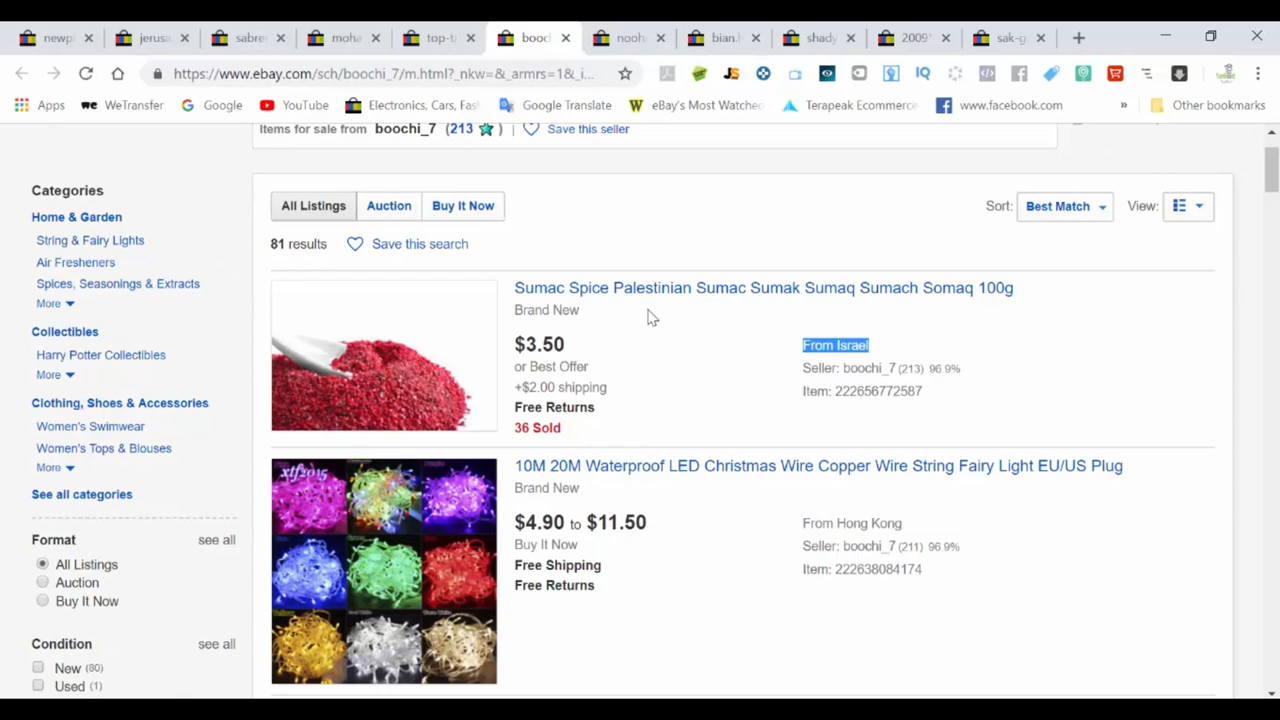 newpl
jerusa
sabre
moha
top-t
booc
nooh
bian.l
shady
2009*
sak-g
https://www.ebay.com/sch/boochi_7/m.html?_nkw=&_armrs=1&_i...
Apps
WeTransfer
Google
YouTube
Electronics, Cars, Fas
Google Translate
eBay's Most Watche
Terapeak Ecommerce
www.facebook.com
» Other bookmarks
Items for sale from boochi_7 (213 ) | Save this seller
Categories
Home & Garden
String & Fairy Lights
Air Fresheners
Spices, Seasonings & Extracts
More
Collectibles
Harry Potter Collectibles
More
Clothing, Shoes & Accessories
Women's Swimwear
Women's Tops & Blouses
More
See all categories
Format see all
All Listings
Auction
Buy It Now
Condition see all
New (80)
Used (1)
All Listings Auction Buy It Now
Sort: Best Match View:
81 results Save this search
Sumac Spice Palestinian Sumac Sumak Sumaq Sumach Somaq 100g
Brand New
$3.50
or Best Offer
+$2.00 shipping
Free Returns
36 Sold
From Israel
Seller: boochi_7 (213) 96.9%
Item: 222656772587
xtf2015
10M 20M Waterproof LED Christmas Wire Copper Wire String Fairy Light EU/US Plug
Brand New
$4.90 to $11.50
Buy It Now
Free Shipping
Free Returns
From Hong Kong
Seller: boochi_7 (211) 96.9%
Item: 222638084174